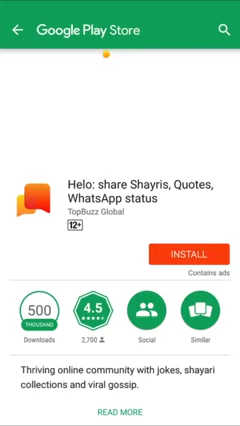 Google Play Store
Helo: share Shayris, Quotes,
WhatsApp status
TopBuzz Global
12+
INSTALL
Contains ads
500
THOUSAND
4.5
Downloads
2,700
Social
Similar
Thriving online community with jokes, shayari
collections and viral gossip.
READ MORE